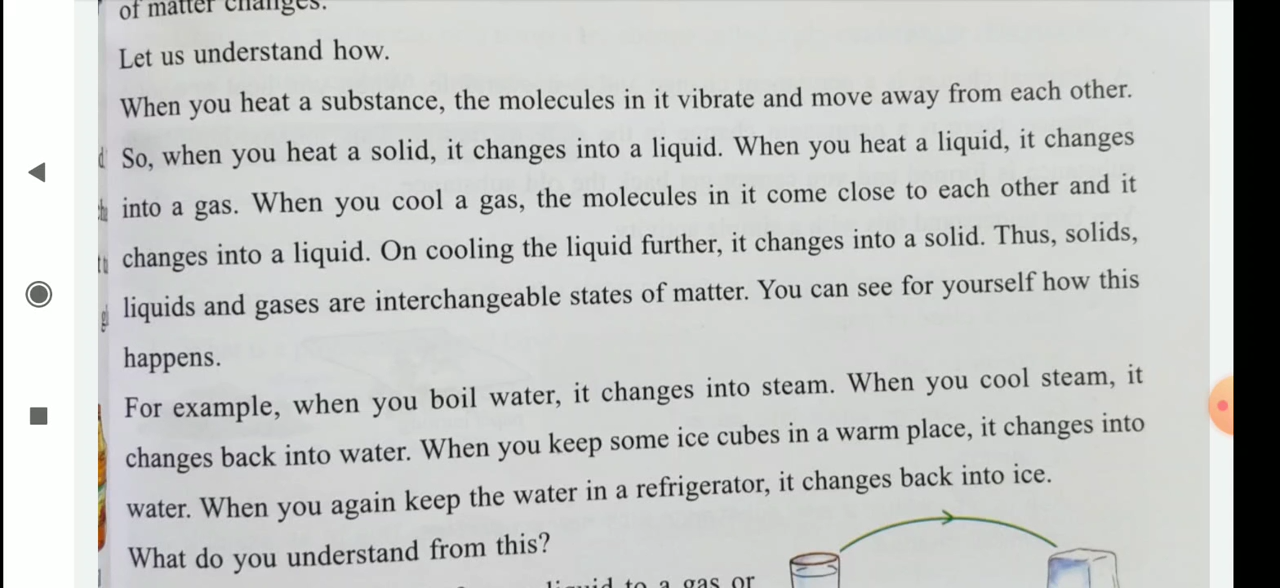 of matter changes.
Let us understand how.
When you heat a substance, the molecules in it vibrate and move away from each other.
So, when you heat a solid, it changes into a liquid. When you heat a liquid, it changes
into a gas. When you cool a gas, the molecules in it come close to each other and it
changes into a liquid. On cooling the liquid further, it changes into a solid. Thus, solids,
liquids and gases are interchangeable states of matter. You can see for yourself how this
happens.
For example, when you boil water, it changes into steam. When you cool steam, it
changes back into water. When you keep some ice cubes in a warm place, it changes into
water. When you again keep the water in a refrigerator, it changes back into ice.
What do you understand from this?
to a gas or